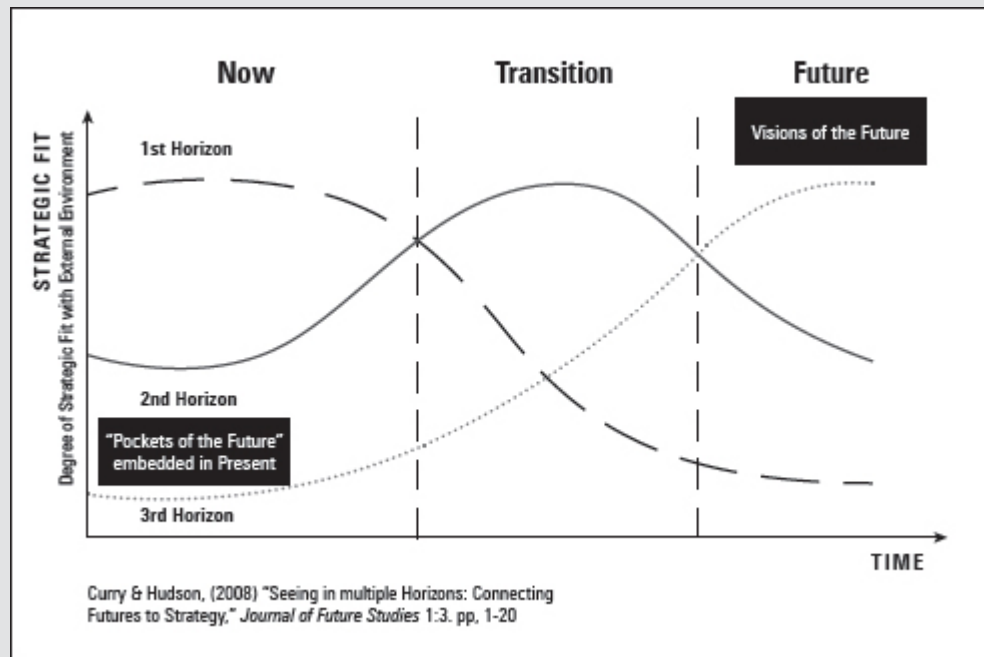 Now
Transition
Future
Visions of the Future
STRATEGIC FIT
Degree of Strategic Fit with External Environment
1st Horizon
2nd Horizon
"Pockets of the Future"
embedded in Present
3rd Horizon
TIME
Curry & Hudson, (2008) "Seeing in multiple Horizons: Connecting
Futures to Strategy," Journal of Future Studies 1:3. pp, 1-20